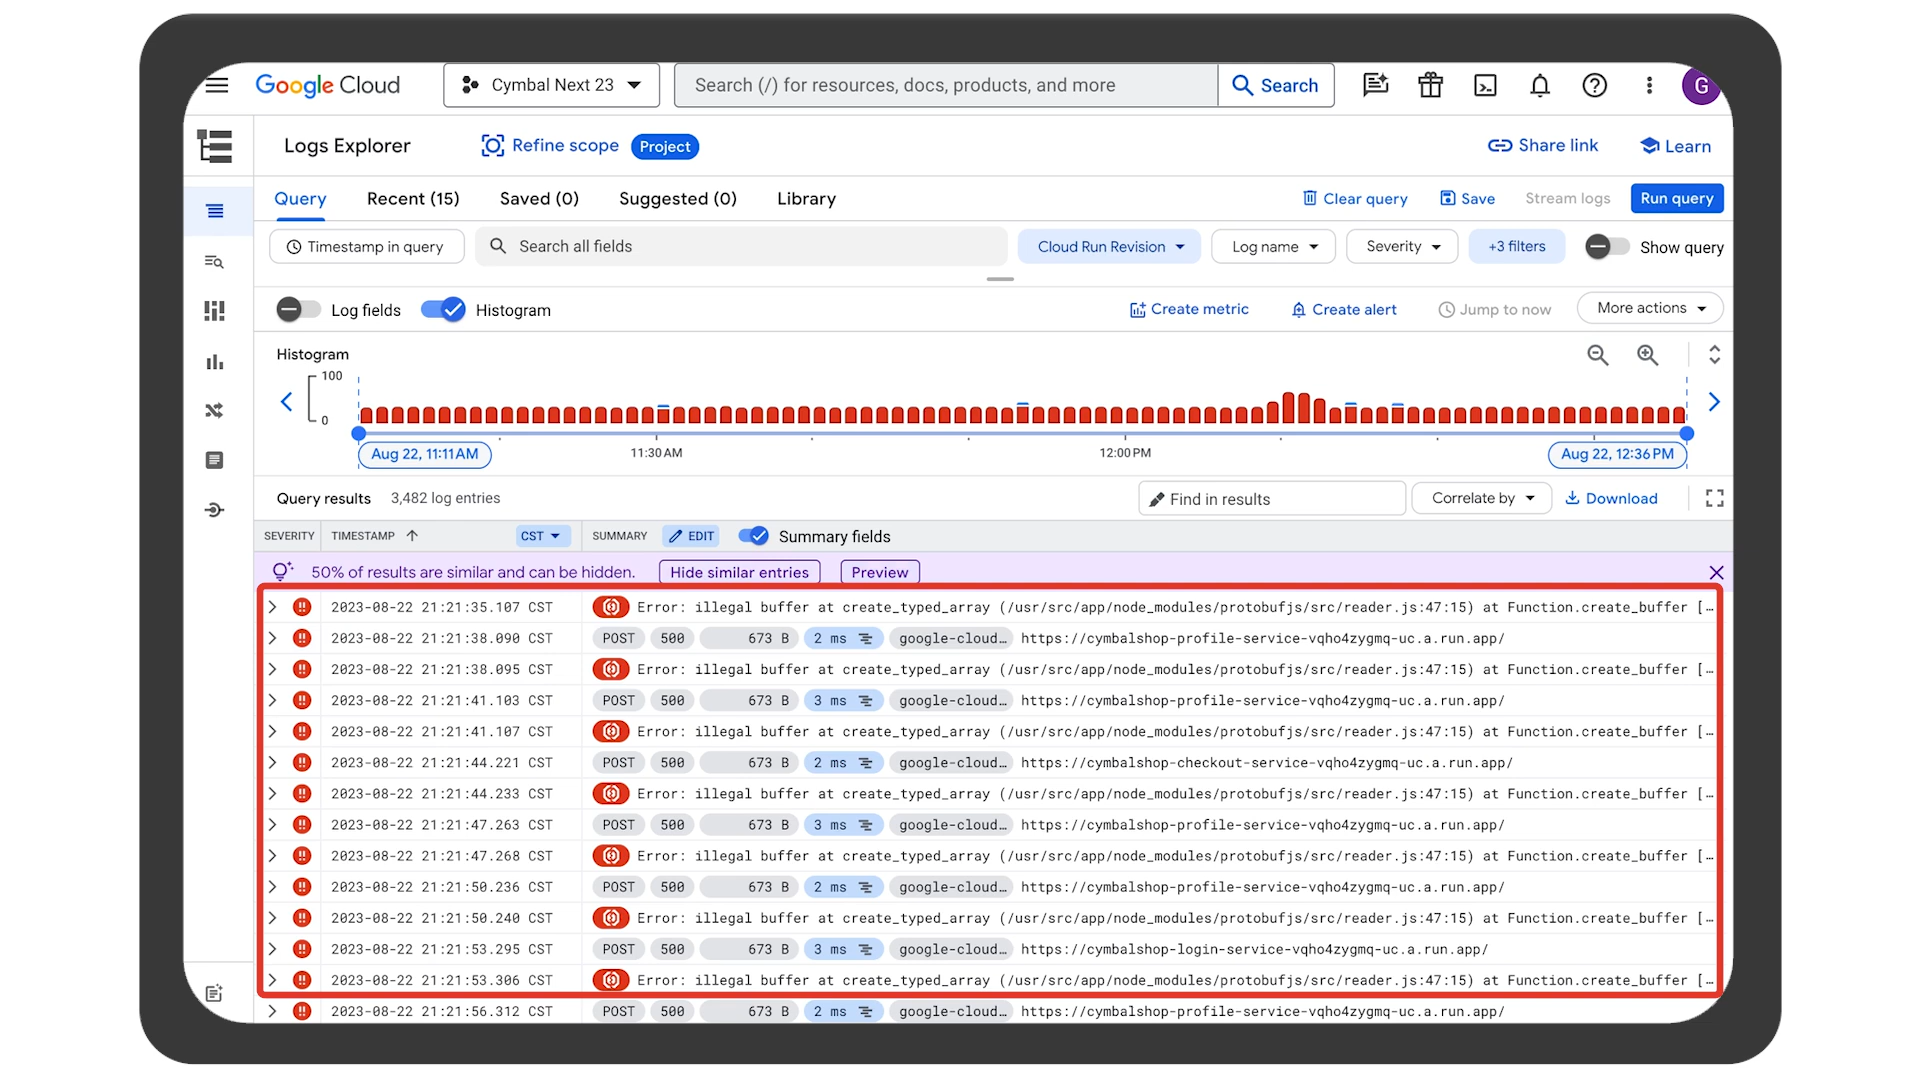 Google Cloud Cymbal Next 23 Search (/) for resources, docs, products, and more Search G
Logs Explorer Refine scope Project Share link Learn
Query Recent (15) Saved (0) Suggested (0) Library Clear query Save Stream logs Run query
Timestamp in query Search all fields Cloud Run Revision Log name Severity +3 filters Show query
Log fields Histogram Create metric Create alert Jump to now More actions
Histogram
100
0
Aug 22, 11:11 AM 11:30 AM 12:00 PM Aug 22, 12:36 PM
Query results 3,482 log entries Find in results Correlate by Download
SEVERITY TIMESTAMP CST SUMMARY EDIT Summary fields
50% of results are similar and can be hidden. Hide similar entries Preview
2023-08-22 21:21:35.107 CST Error: illegal buffer at create_typed_array (/usr/src/app/node_modules/protobufjs/src/reader.js:47:15) at Function.create_buffer […
2023-08-22 21:21:38.090 CST POST 500 673 B 2 ms google-cloud… https://cymbalshop-profile-service-vqho4zygmq-uc.a.run.app/
2023-08-22 21:21:38.095 CST Error: illegal buffer at create_typed_array (/usr/src/app/node_modules/protobufjs/src/reader.js:47:15) at Function.create_buffer […
2023-08-22 21:21:41.103 CST POST 500 673 B 3 ms google-cloud… https://cymbalshop-profile-service-vqho4zygmq-uc.a.run.app/
2023-08-22 21:21:41.107 CST Error: illegal buffer at create_typed_array (/usr/src/app/node_modules/protobufjs/src/reader.js:47:15) at Function.create_buffer […
2023-08-22 21:21:44.221 CST POST 500 673 B 2 ms google-cloud… https://cymbalshop-checkout-service-vqho4zygmq-uc.a.run.app/
2023-08-22 21:21:44.233 CST Error: illegal buffer at create_typed_array (/usr/src/app/node_modules/protobufjs/src/reader.js:47:15) at Function.create_buffer […
2023-08-22 21:21:47.263 CST POST 500 673 B 3 ms google-cloud… https://cymbalshop-profile-service-vqho4zygmq-uc.a.run.app/
2023-08-22 21:21:47.268 CST Error: illegal buffer at create_typed_array (/usr/src/app/node_modules/protobufjs/src/reader.js:47:15) at Function.create_buffer […
2023-08-22 21:21:50.236 CST POST 500 673 B 2 ms google-cloud… https://cymbalshop-profile-service-vqho4zygmq-uc.a.run.app/
2023-08-22 21:21:50.240 CST Error: illegal buffer at create_typed_array (/usr/src/app/node_modules/protobufjs/src/reader.js:47:15) at Function.create_buffer […
2023-08-22 21:21:53.295 CST POST 500 673 B 3 ms google-cloud… https://cymbalshop-login-service-vqho4zygmq-uc.a.run.app/
2023-08-22 21:21:53.306 CST Error: illegal buffer at create_typed_array (/usr/src/app/node_modules/protobufjs/src/reader.js:47:15) at Function.create_buffer […
2023-08-22 21:21:56.312 CST POST 500 673 B 2 ms google-cloud… https://cymbalshop-profile-service-vqho4zygmq-uc.a.run.app/